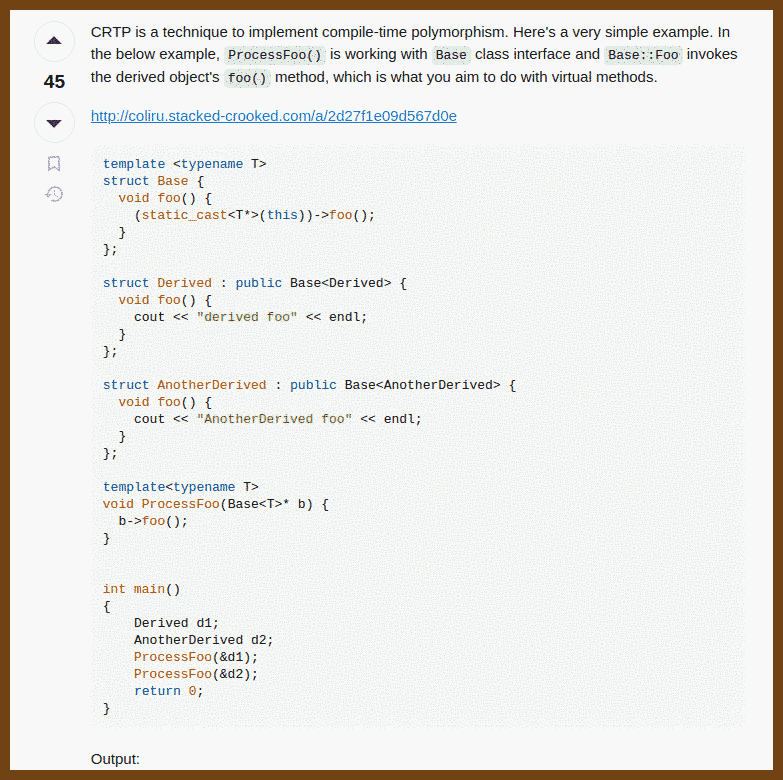 CRTP is a technique to implement compile-time polymorphism. Here's a very simple example. In
the below example, ProcessFoo() is working with Base class interface and Base::Foo invokes
the derived object's foo() method, which is what you aim to do with virtual methods.
45
http://coliru.stacked-crooked.com/a/2d27f1e09d567d0e
template <typename T>
struct Base {
  void foo() {
    (static_cast<T*>(this))->foo();
  }
};

struct Derived : public Base<Derived> {
  void foo() {
    cout << "derived foo" << endl;
  }
};

struct AnotherDerived : public Base<AnotherDerived> {
  void foo() {
    cout << "AnotherDerived foo" << endl;
  }
};

template<typename T>
void ProcessFoo(Base<T>* b) {
  b->foo();
}

int main()
{
    Derived d1;
    AnotherDerived d2;
    ProcessFoo(&d1);
    ProcessFoo(&d2);
    return 0;
}
Output: